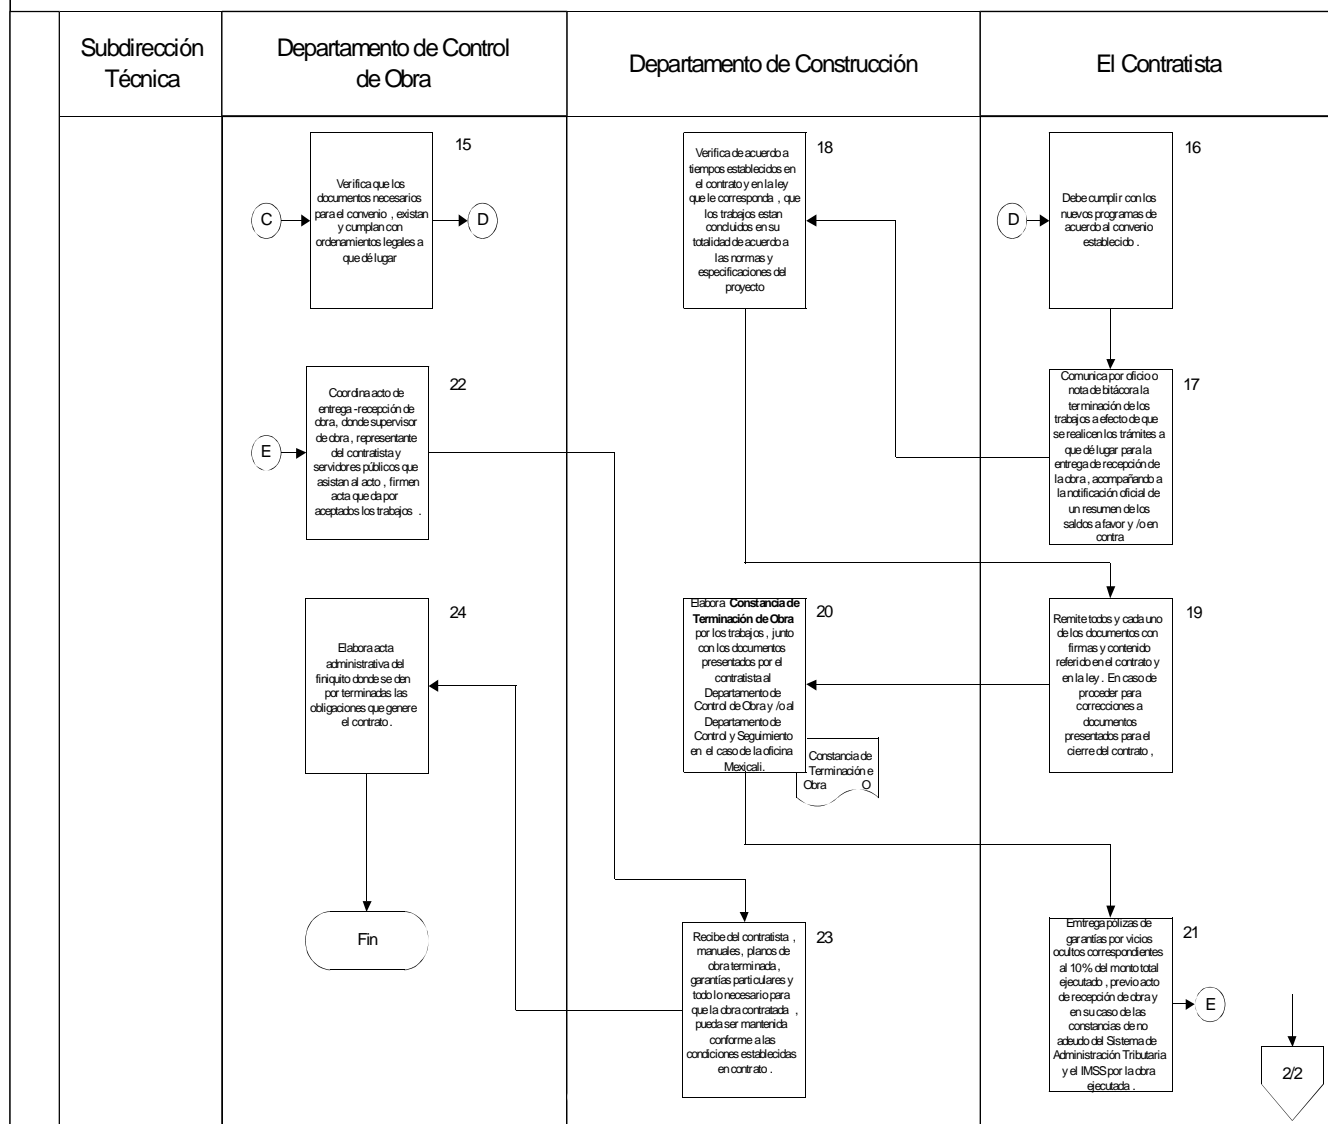 Subdirección
Técnica
Departamento de Control
de Obra
Departamento de Construcción
El Contratista
15
Verifica que los
documentos necesarios
para el convenio , existan
y cumplan con
ordenamientos legales a
que dé lugar
C
D
18
Verifica de acuerdo a
tiempos establecidos en
el contrato y en la ley
que le corresponda , que
los trabajos estan
concluidos en su
totalidad de acuerdo a
las normas y
especificaciones del
proyecto
16
D
Debe cumplir con los
nuevos programas de
acuerdo al convenio
establecido .
22
E
Coordina acto de
entrega -recepción de
obra, donde supervisor
de obra , representante
del contratista y
servidores públicos que
asistan al acto , firmen
acta que da por
aceptados los trabajos .
17
Comunica por oficio o
nota de bitácora la
terminación de los
trabajos a efecto de que
se realicen los trámites a
que dé lugar para la
entrega de recepción de
la obra , acompañando a
la notificación oficial de
un resumen de los
saldos a favor y /o en
contra
24
Elabora acta
administrativa del
finiquito donde se den
por terminadas las
obligaciones que genere
el contrato .
20
Elabora Constancia de
Terminación de Obra
por los trabajos , junto
con los documentos
presentados por el
contratista al
Departamento de
Control de Obra y /o al
Departamento de
Control y Seguimiento
en el caso de la oficina
Mexicali.
Constancia de
Terminación e
Obra O
19
Remite todos y cada uno
de los documentos con
firmas y contenido
referido en el contrato y
en la ley . En caso de
proceder para
correcciones a
documentos
presentados para el
cierre del contrato ,
Fin
23
Recibe del contratista ,
manuales, planos de
obra terminada ,
garantías particulares y
todo lo necesario para
que la obra contratada ,
pueda ser mantenida
conforme a las
condiciones establecidas
en contrato .
21
Emtrega polizas de
garantías por vicios
ocultos correspondientes
al 10% del monto total
ejecutado , previo acto
de recepción de obra y
en su caso de las
constancias de no
adeudo del Sistema de
Administración Tributaria
y el IMSS por la obra
ejecutada .
E
2/2